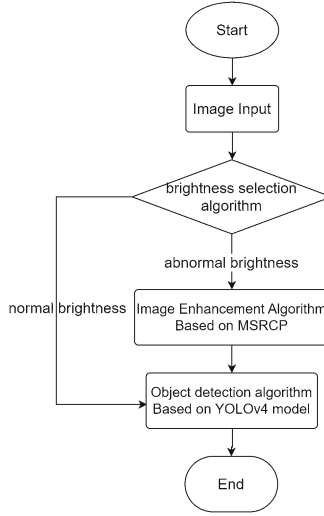 Start
Image Input
brightness selection
algorithm
abnormal brightness
normal brightness
Image Enhancement Algorithm
Based on MSRCP
Object detection algorithm
Based on YOLOv4 model
End